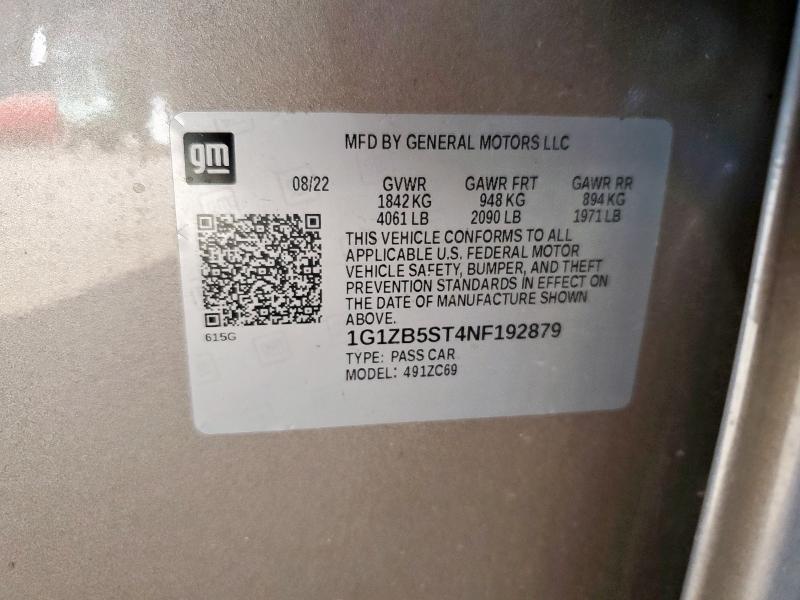 gm
MFD BY GENERAL MOTORS LLC
08/22 GVWR GAWR FRT GAWR RR
1842 KG 948 KG 894 KG
4061 LB 2090 LB 1971 LB
THIS VEHICLE CONFORMS TO ALL
APPLICABLE U.S. FEDERAL MOTOR
VEHICLE SAFETY, BUMPER, AND THEFT
PREVENTION STANDARDS IN EFFECT ON
THE DATE OF MANUFACTURE SHOWN
ABOVE.
615G
1G1ZB5ST4NF192879
TYPE: PASS CAR
MODEL: 491ZC69